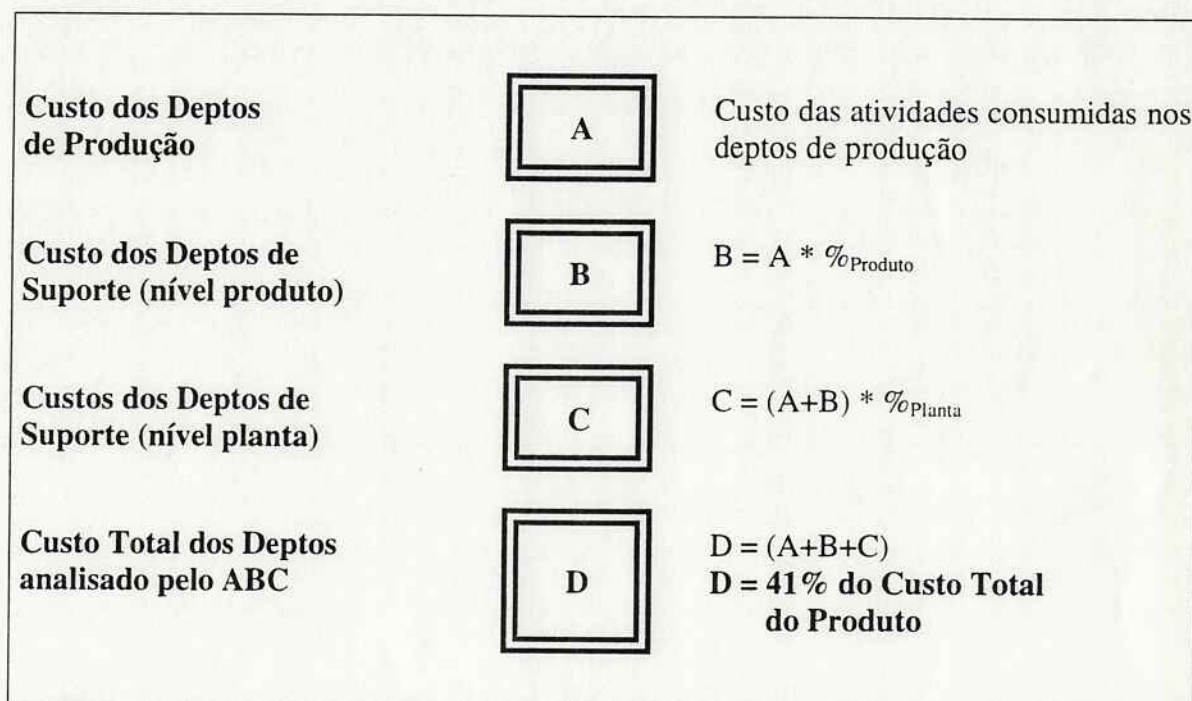 Custo dos Deptos
de Produção
A
Custo das atividades consumidas nos
deptos de produção
Custo dos Deptos de
Suporte (nível produto)
B
B = A * %Produto
Custos dos Deptos de
Suporte (nível planta)
C
C = (A+B) * %Planta
Custo Total dos Deptos
analisado pelo ABC
D
D = (A+B+C)
D = 41% do Custo Total
do Produto